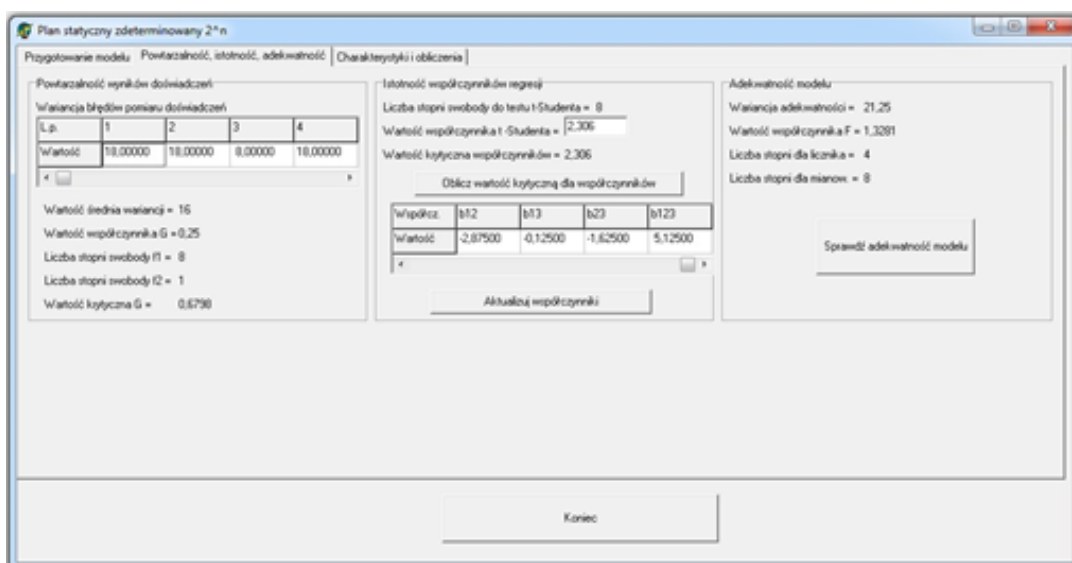 Plan statyczny zdeterminowany 2^n
Przygotowanie modelu Powtarzalność, istotność, adekwatność Charakterystyki i obliczenia
Powtarzalność wyników doświadczeń
Wariancja błędów pomiaru doświadczeń
L.p. 1 2 3 4
Wartość 18,00000 18,00000 8,00000 18,00000
Wartość średnia wariancji = 16
Wartość współczynnika G =0,25
Liczba stopni swobody f1 = 8
Liczba stopni swobody f2 = 1
Wartość krytyczna G = 0,6798
Istotność współczynników regresji
Liczba stopni swobody do testu t-Studenta = 8
Wartość współczynnika t -Studenta = 2,306
Wartość krytyczna współczynników = 2,306
Oblicz wartość krytyczną dla współczynników
Współcz. b12 b13 b23 b123
Wartość -2,87500 -0,12500 -1,62500 5,12500
Aktualizuj współczynniki
Adekwatność modelu
Wariancja adekwatności = 21,25
Wartość współczynnika F = 1,3281
Liczba stopni dla licznika = 4
Liczba stopni dla mianow. = 8
Sprawdź adekwatność modelu
Koniec